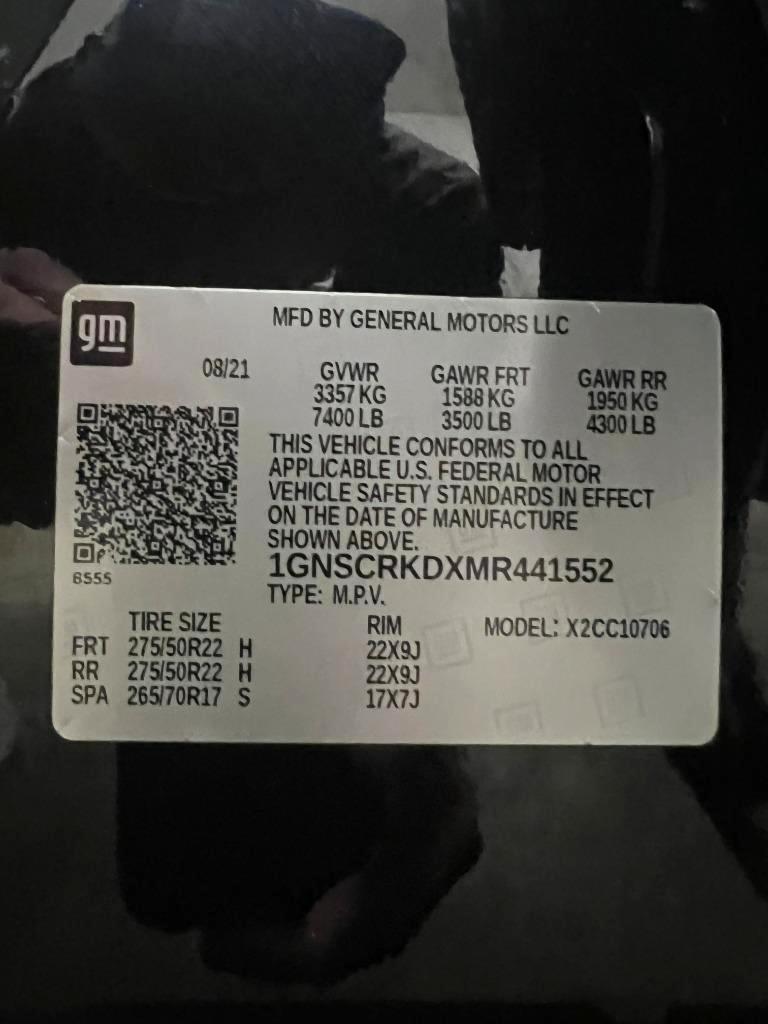 gm
MFD BY GENERAL MOTORS LLC
08/21 GVWR GAWR FRT GAWR RR
3357 KG 1588 KG 1950 KG
7400 LB 3500 LB 4300 LB
THIS VEHICLE CONFORMS TO ALL
APPLICABLE U.S. FEDERAL MOTOR
VEHICLE SAFETY STANDARDS IN EFFECT
ON THE DATE OF MANUFACTURE
SHOWN ABOVE.
1GNSCRKDXMR441552
6555
TYPE: M.P.V.
TIRE SIZE RIM MODEL: X2CC10706
FRT 275/50R22 H 22X9J
RR 275/50R22 H 22X9J
SPA 265/70R17 S 17X7J